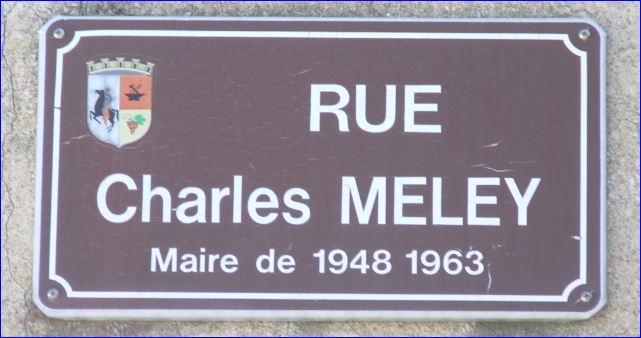 RUE
Charles MELEY
Maire de 1948 1963